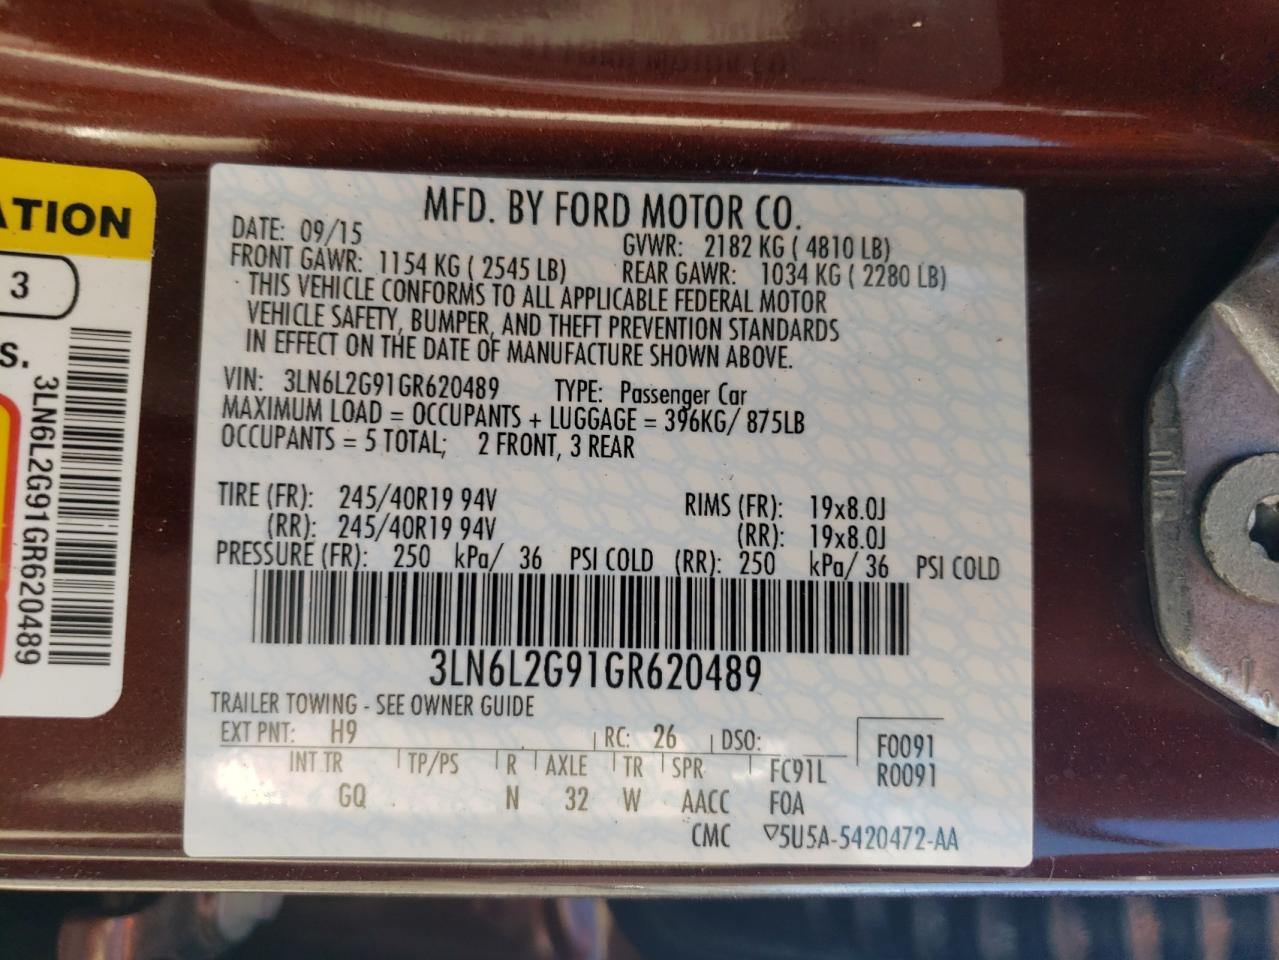 ATION
3
S.
3LN6L2G91GR620489
MFD. BY FORD MOTOR CO.
DATE: 09/15 GVWR: 2182 KG ( 4810 LB)
FRONT GAWR: 1154 KG ( 2545 LB) REAR GAWR: 1034 KG ( 2280 LB)
THIS VEHICLE CONFORMS TO ALL APPLICABLE FEDERAL MOTOR
VEHICLE SAFETY, BUMPER, AND THEFT PREVENTION STANDARDS
IN EFFECT ON THE DATE OF MANUFACTURE SHOWN ABOVE.
VIN: 3LN6L2G91GR620489 TYPE: Passenger Car
MAXIMUM LOAD = OCCUPANTS + LUGGAGE = 396KG/ 875LB
OCCUPANTS = 5 TOTAL; 2 FRONT, 3 REAR
TIRE (FR): 245/40R19 94V RIMS (FR): 19x8.0J
(RR): 245/40R19 94V (RR): 19x8.0J
PRESSURE (FR): 250 kPa/ 36 PSI COLD (RR): 250 kPa/ 36 PSI COLD
3LN6L2G91GR620489
TRAILER TOWING - SEE OWNER GUIDE
EXT PNT: H9 RC: 26 DSO: F0091
INT TR TP/PS R AXLE TR SPR FC91L R0091
GQ N 32 W AACC FOA
CMC ▽5U5A-5420472-AA